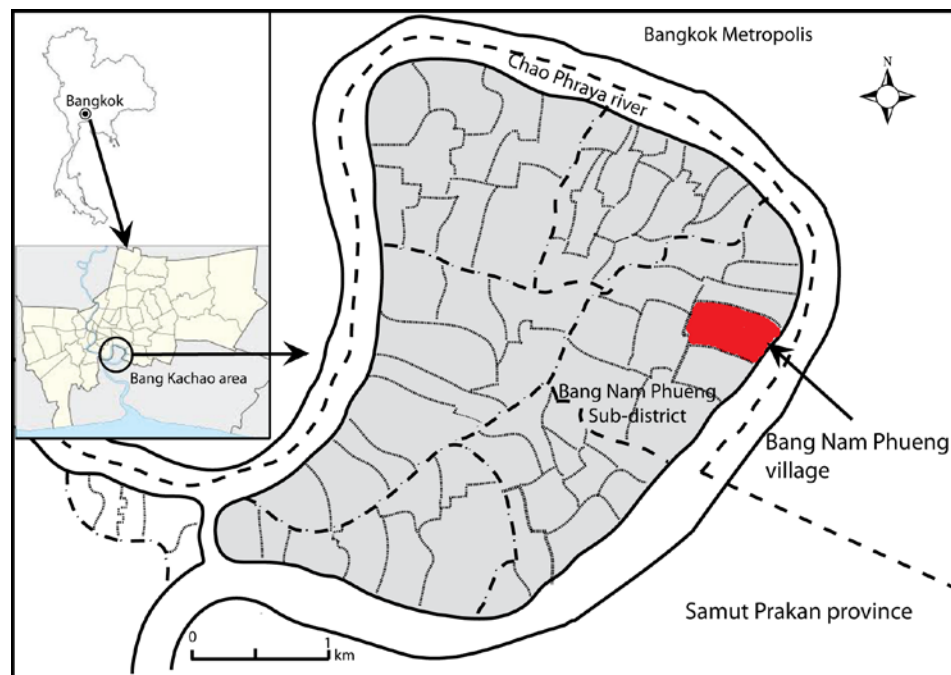 Bangkok Metropolis
Chao Phraya river
N
Bangkok
Bang Kachao area
Bang Nam Phueng
Sub-district
Bang Nam Phueng
village
Samut Prakan province
0 1
km